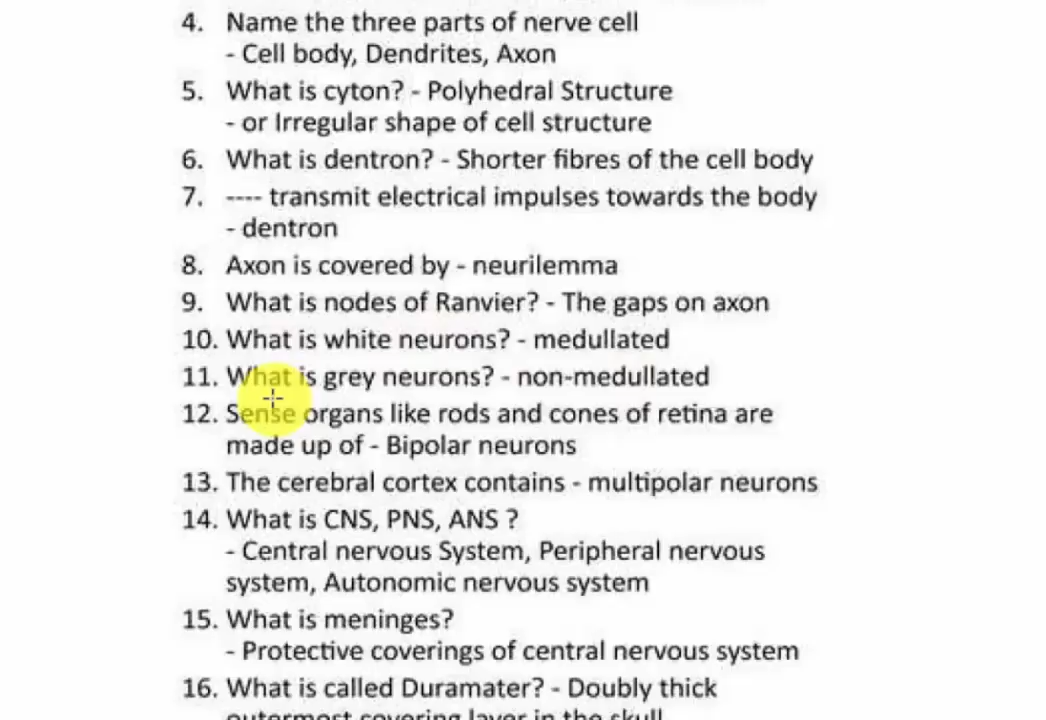 4. Name the three parts of nerve cell
- Cell body, Dendrites, Axon
5. What is cyton? - Polyhedral Structure
- or Irregular shape of cell structure
6. What is dentron? - Shorter fibres of the cell body
7. ---- transmit electrical impulses towards the body
- dentron
8. Axon is covered by - neurilemma
9. What is nodes of Ranvier? - The gaps on axon
10. What is white neurons? - medullated
11. What is grey neurons? - non-medullated
12. Sense organs like rods and cones of retina are
made up of - Bipolar neurons
13. The cerebral cortex contains - multipolar neurons
14. What is CNS, PNS, ANS ?
- Central nervous System, Peripheral nervous
system, Autonomic nervous system
15. What is meninges?
- Protective coverings of central nervous system
16. What is called Duramater? - Doubly thick
outermost covering layer in the skull